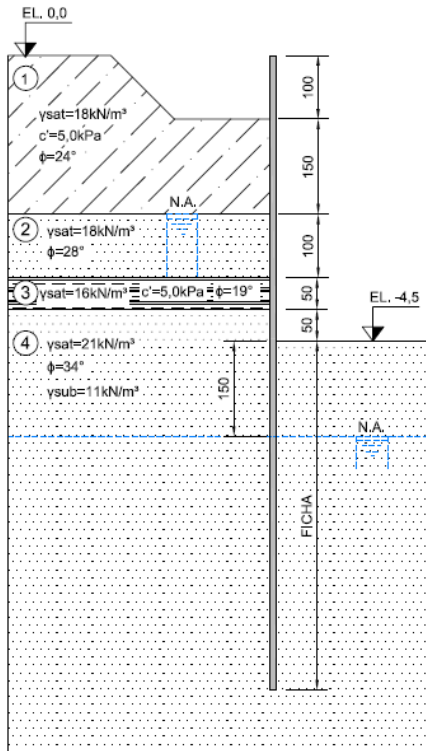 EL. 0,0
1
γsat=18kN/m³
c'=5,0kPa
ϕ=24°
100
150
N.A.
2
γsat=18kN/m³
ϕ=28°
100
3
γsat=16kN/m³ c'=5,0kPa ϕ=19°
50
EL. -4,5
4
γsat=21kN/m³
ϕ=34°
γsub=11kN/m³
50
150
N.A.
FICHA